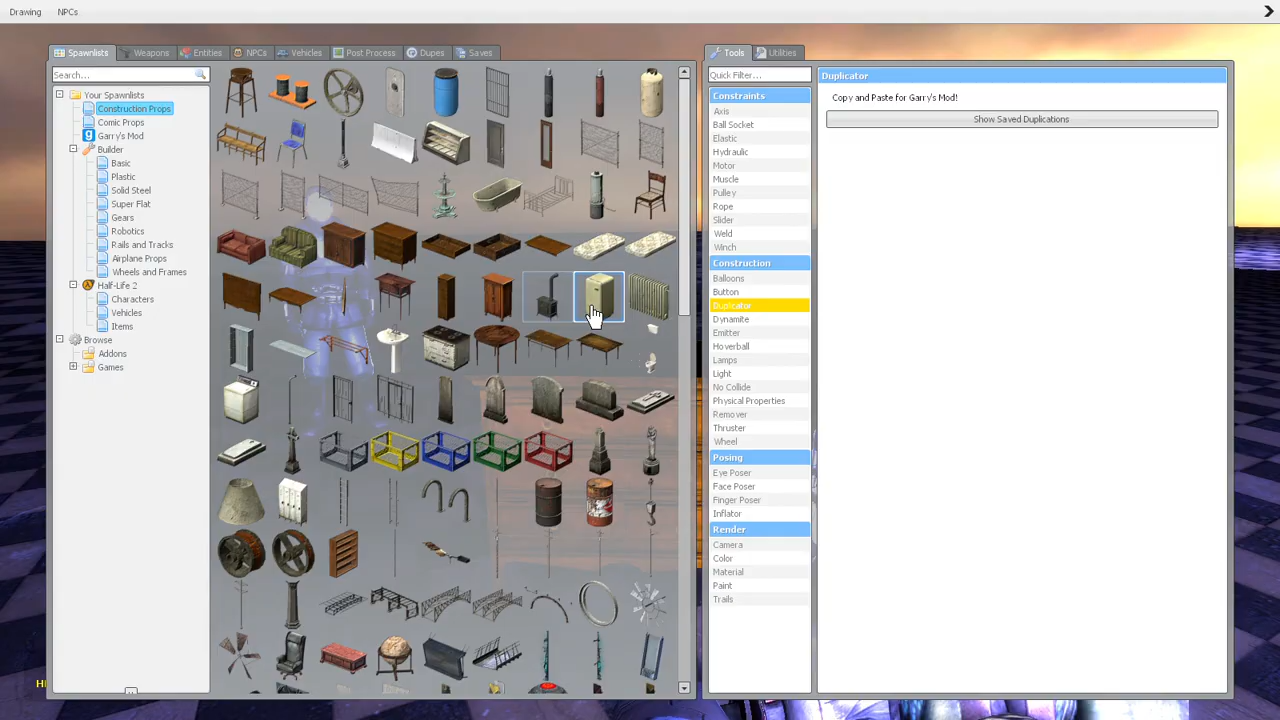 Drawing NPCs
Spawnlists Weapons Entities NPCs Vehicles Post Process Dupes Saves
Search...
Your Spawnlists
Construction Props
Comic Props
Garry's Mod
Builder
Basic
Plastic
Solid Steel
Super Flat
Gears
Robotics
Rails and Tracks
Airplane Props
Wheels and Frames
Half-Life 2
Characters
Vehicles
Items
Browse
Addons
Games
Tools Utilities
Quick Filter...
Constraints
Axis
Ball Socket
Elastic
Hydraulic
Motor
Muscle
Pulley
Rope
Slider
Weld
Winch
Construction
Balloons
Button
Duplicator
Dynamite
Emitter
Hoverball
Lamps
Light
No Collide
Physical Properties
Remover
Thruster
Wheel
Posing
Eye Poser
Face Poser
Finger Poser
Inflator
Render
Camera
Color
Material
Paint
Trails
Duplicator
Copy and Paste for Garry's Mod!
Show Saved Duplications